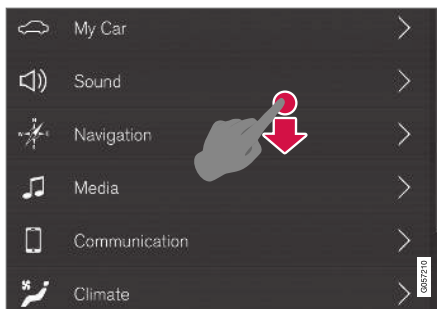 My Car
Sound
Navigation
Media
Communication
Climate
G057210